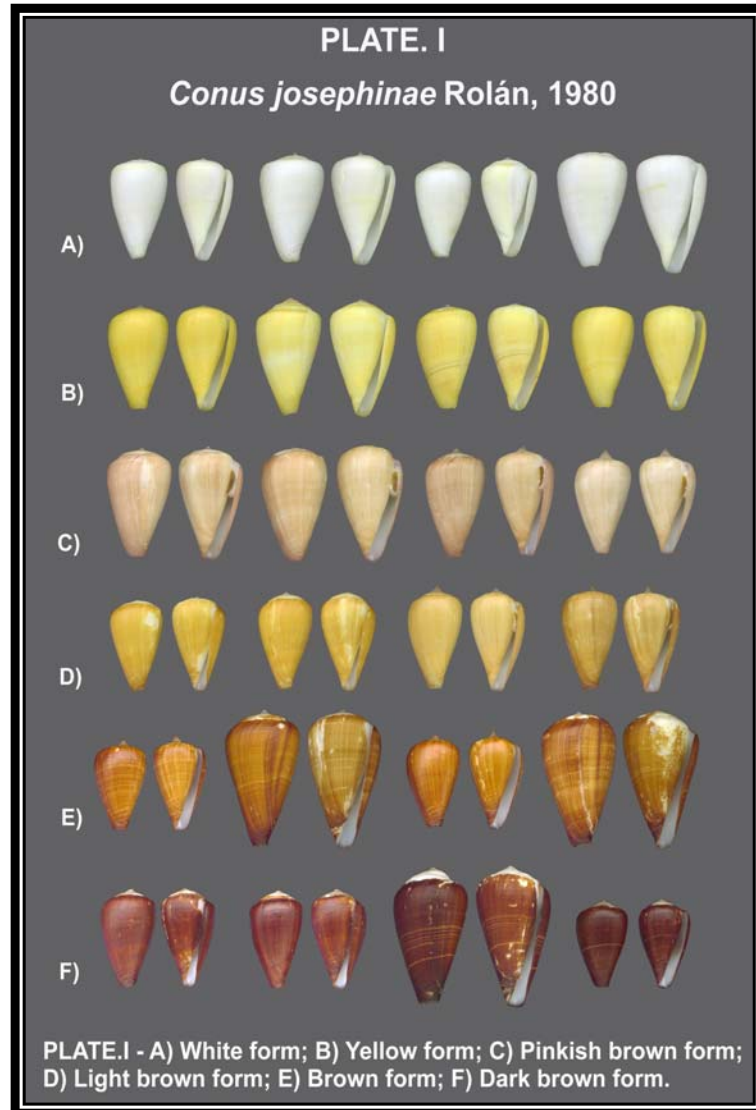 PLATE. I
Conus josephinae Rolán, 1980
A)
B)
C)
D)
E)
F)
PLATE.I - A) White form; B) Yellow form; C) Pinkish brown form;
D) Light brown form; E) Brown form; F) Dark brown form.